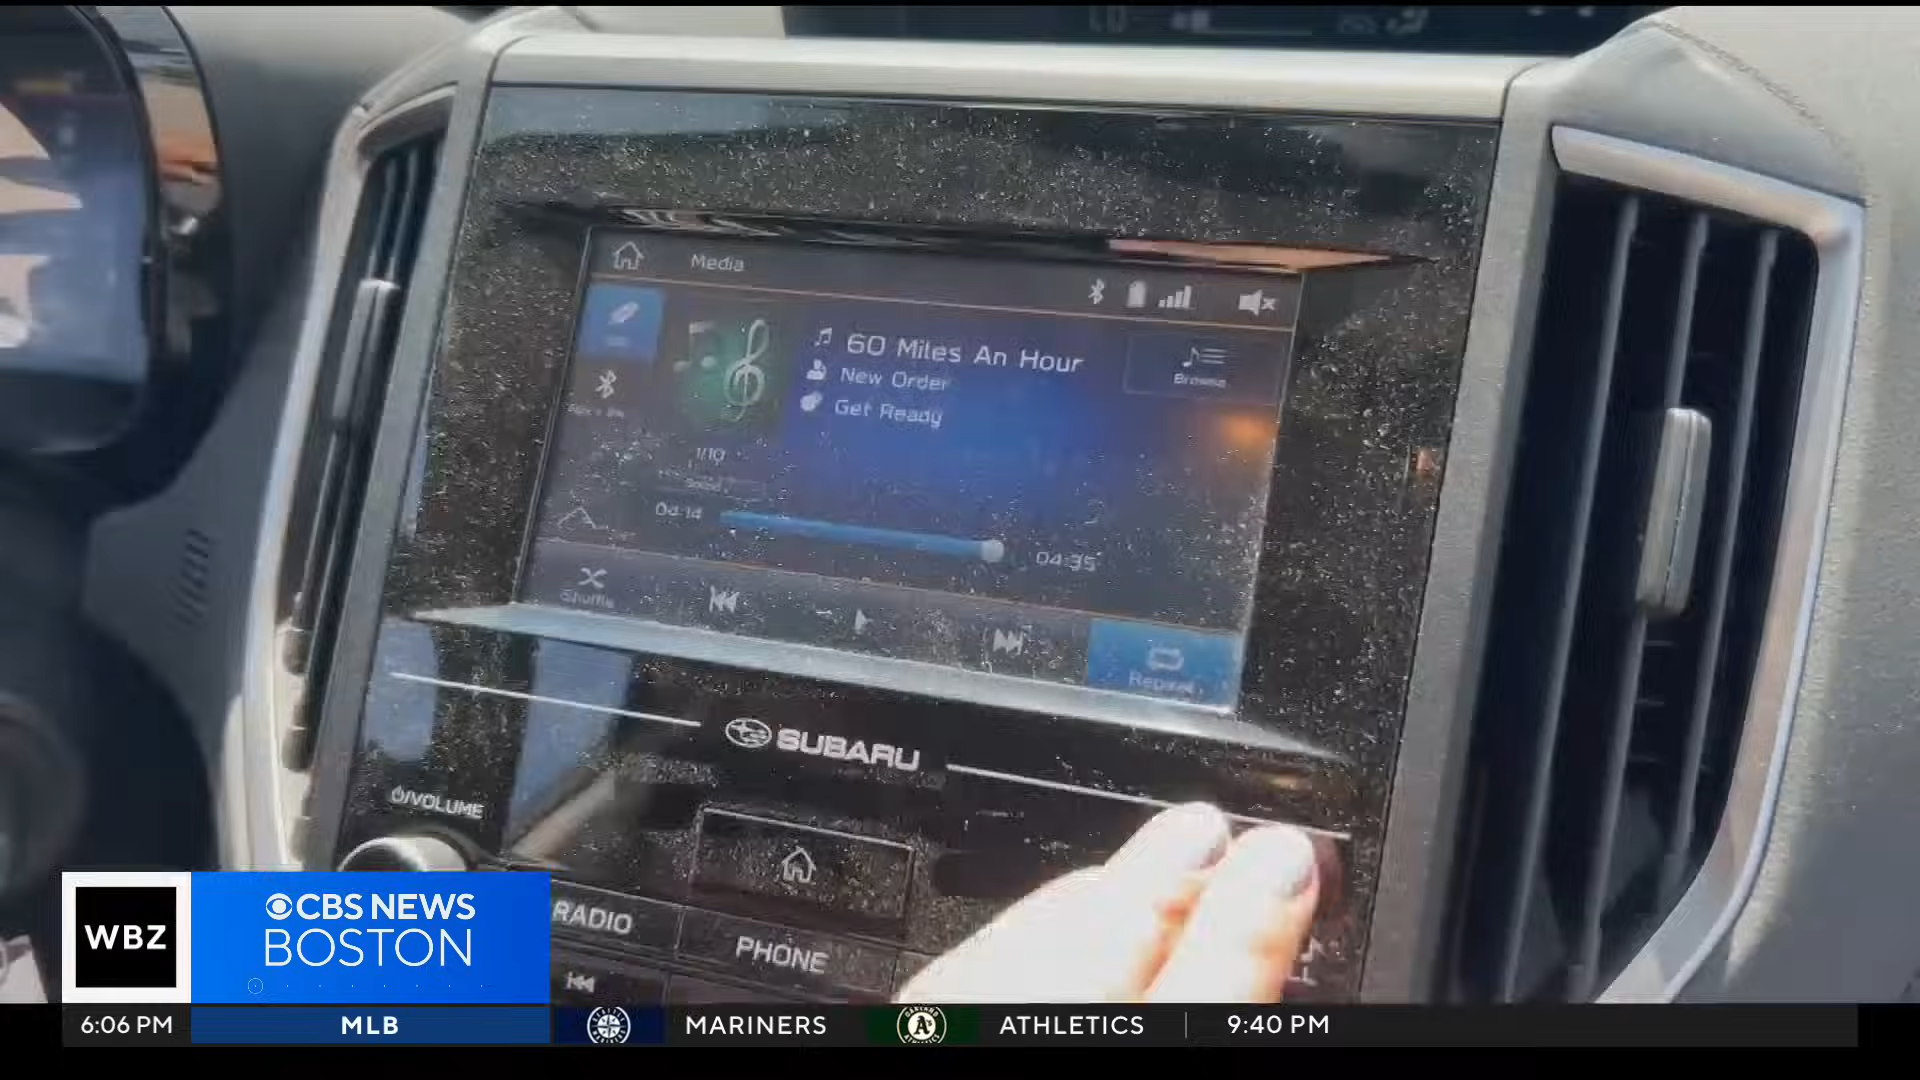 Media
60 Miles An Hour
New Order
Get Ready
Browse
1/10
04:14
04:35
Shuffle
Repeat
SUBARU
VOLUME
RADIO
PHONE
WBZ
CBS NEWS
BOSTON
6:06 PM
MLB
MARINERS
ATHLETICS
9:40 PM